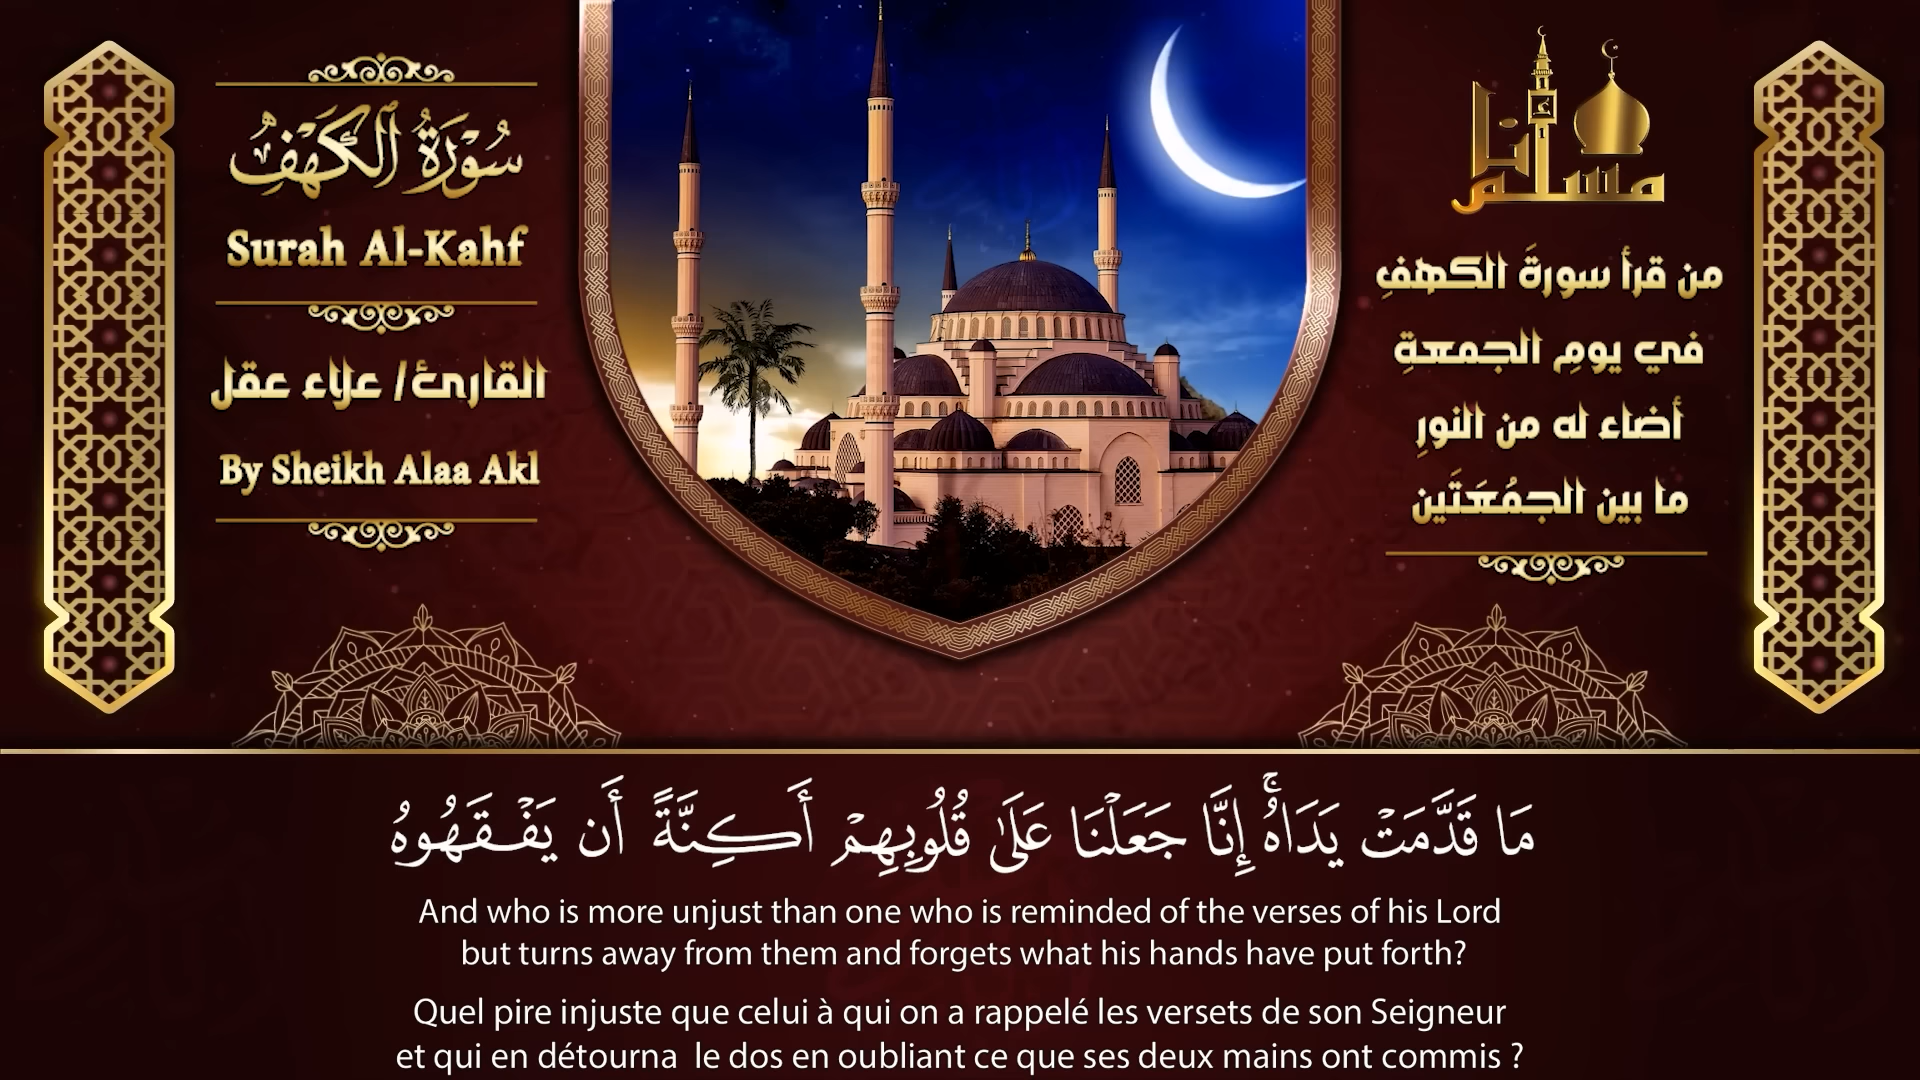 سُورَةُ الكَهْفِ
Surah Al-Kahf
القارئ / علاء عقل
By Sheikh Alaa Akl
أنا مسلم
من قرأ سورةَ الكهفِ
في يومِ الجمعةِ
أضاء له من النورِ
ما بين الجمُعَتَين
مَا قَدَّمَتْ يَدَاهُ ۚ إِنَّا جَعَلْنَا عَلَىٰ قُلُوبِهِمْ أَكِنَّةً أَن يَفْقَهُوهُ
And who is more unjust than one who is reminded of the verses of his Lord
but turns away from them and forgets what his hands have put forth?
Quel pire injuste que celui à qui on a rappelé les versets de son Seigneur
et qui en détourna le dos en oubliant ce que ses deux mains ont commis ?